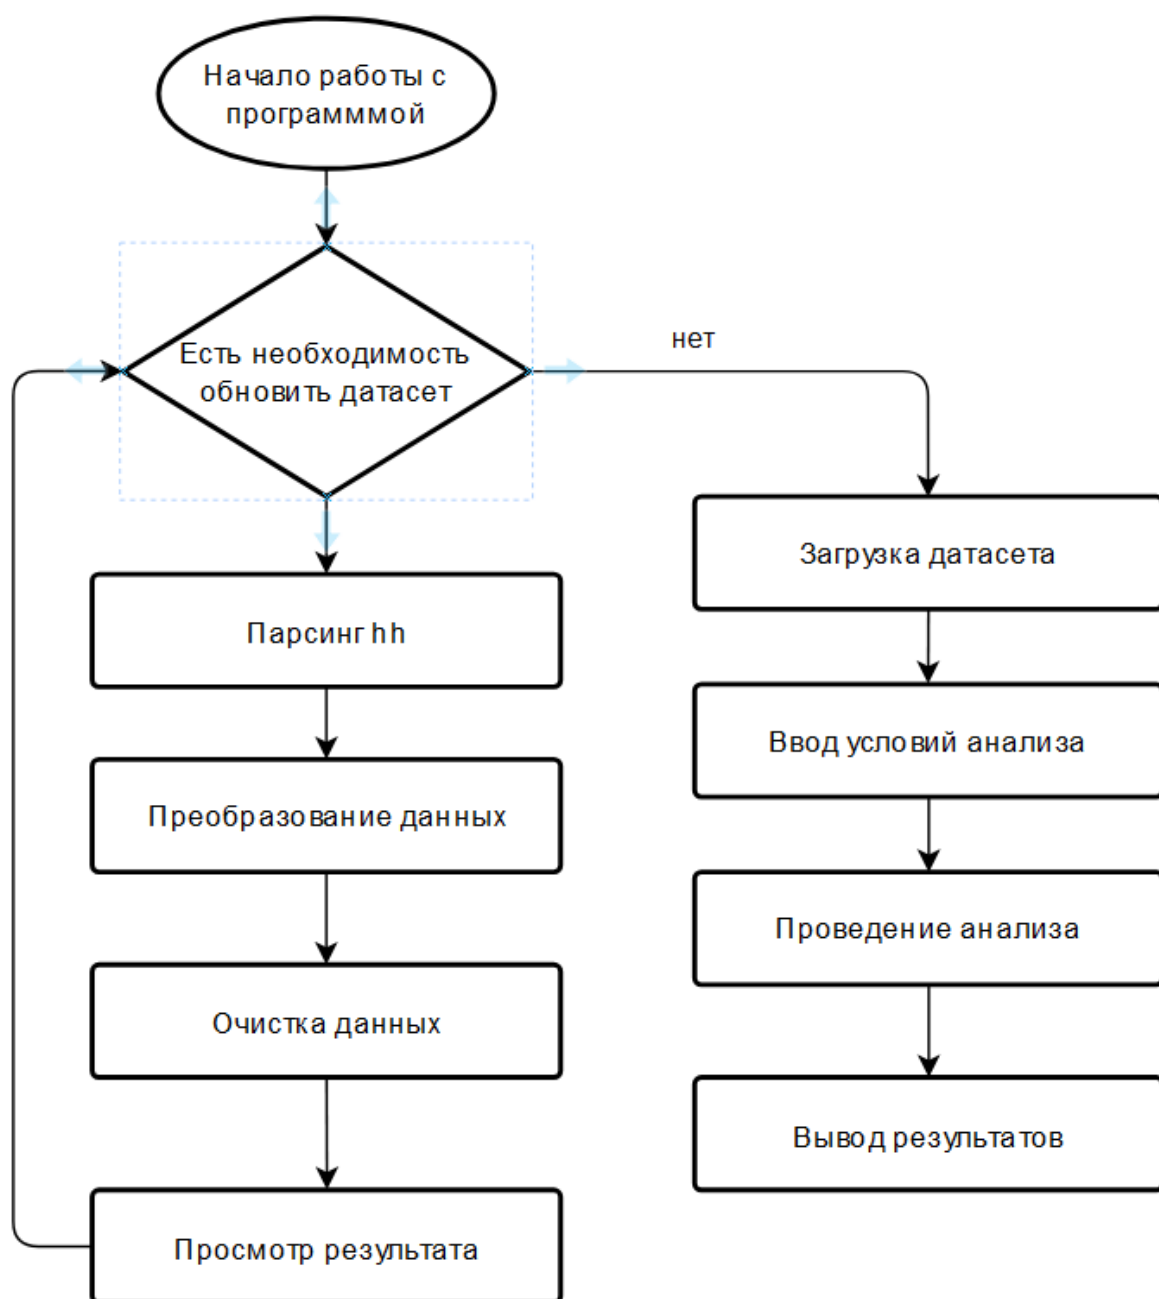 Начало работы с
программмой
Есть необходимость
обновить датасет
нет
Парсинг hh
Преобразование данных
Очистка данных
Просмотр результата
Загрузка датасета
Ввод условий анализа
Проведение анализа
Вывод результатов